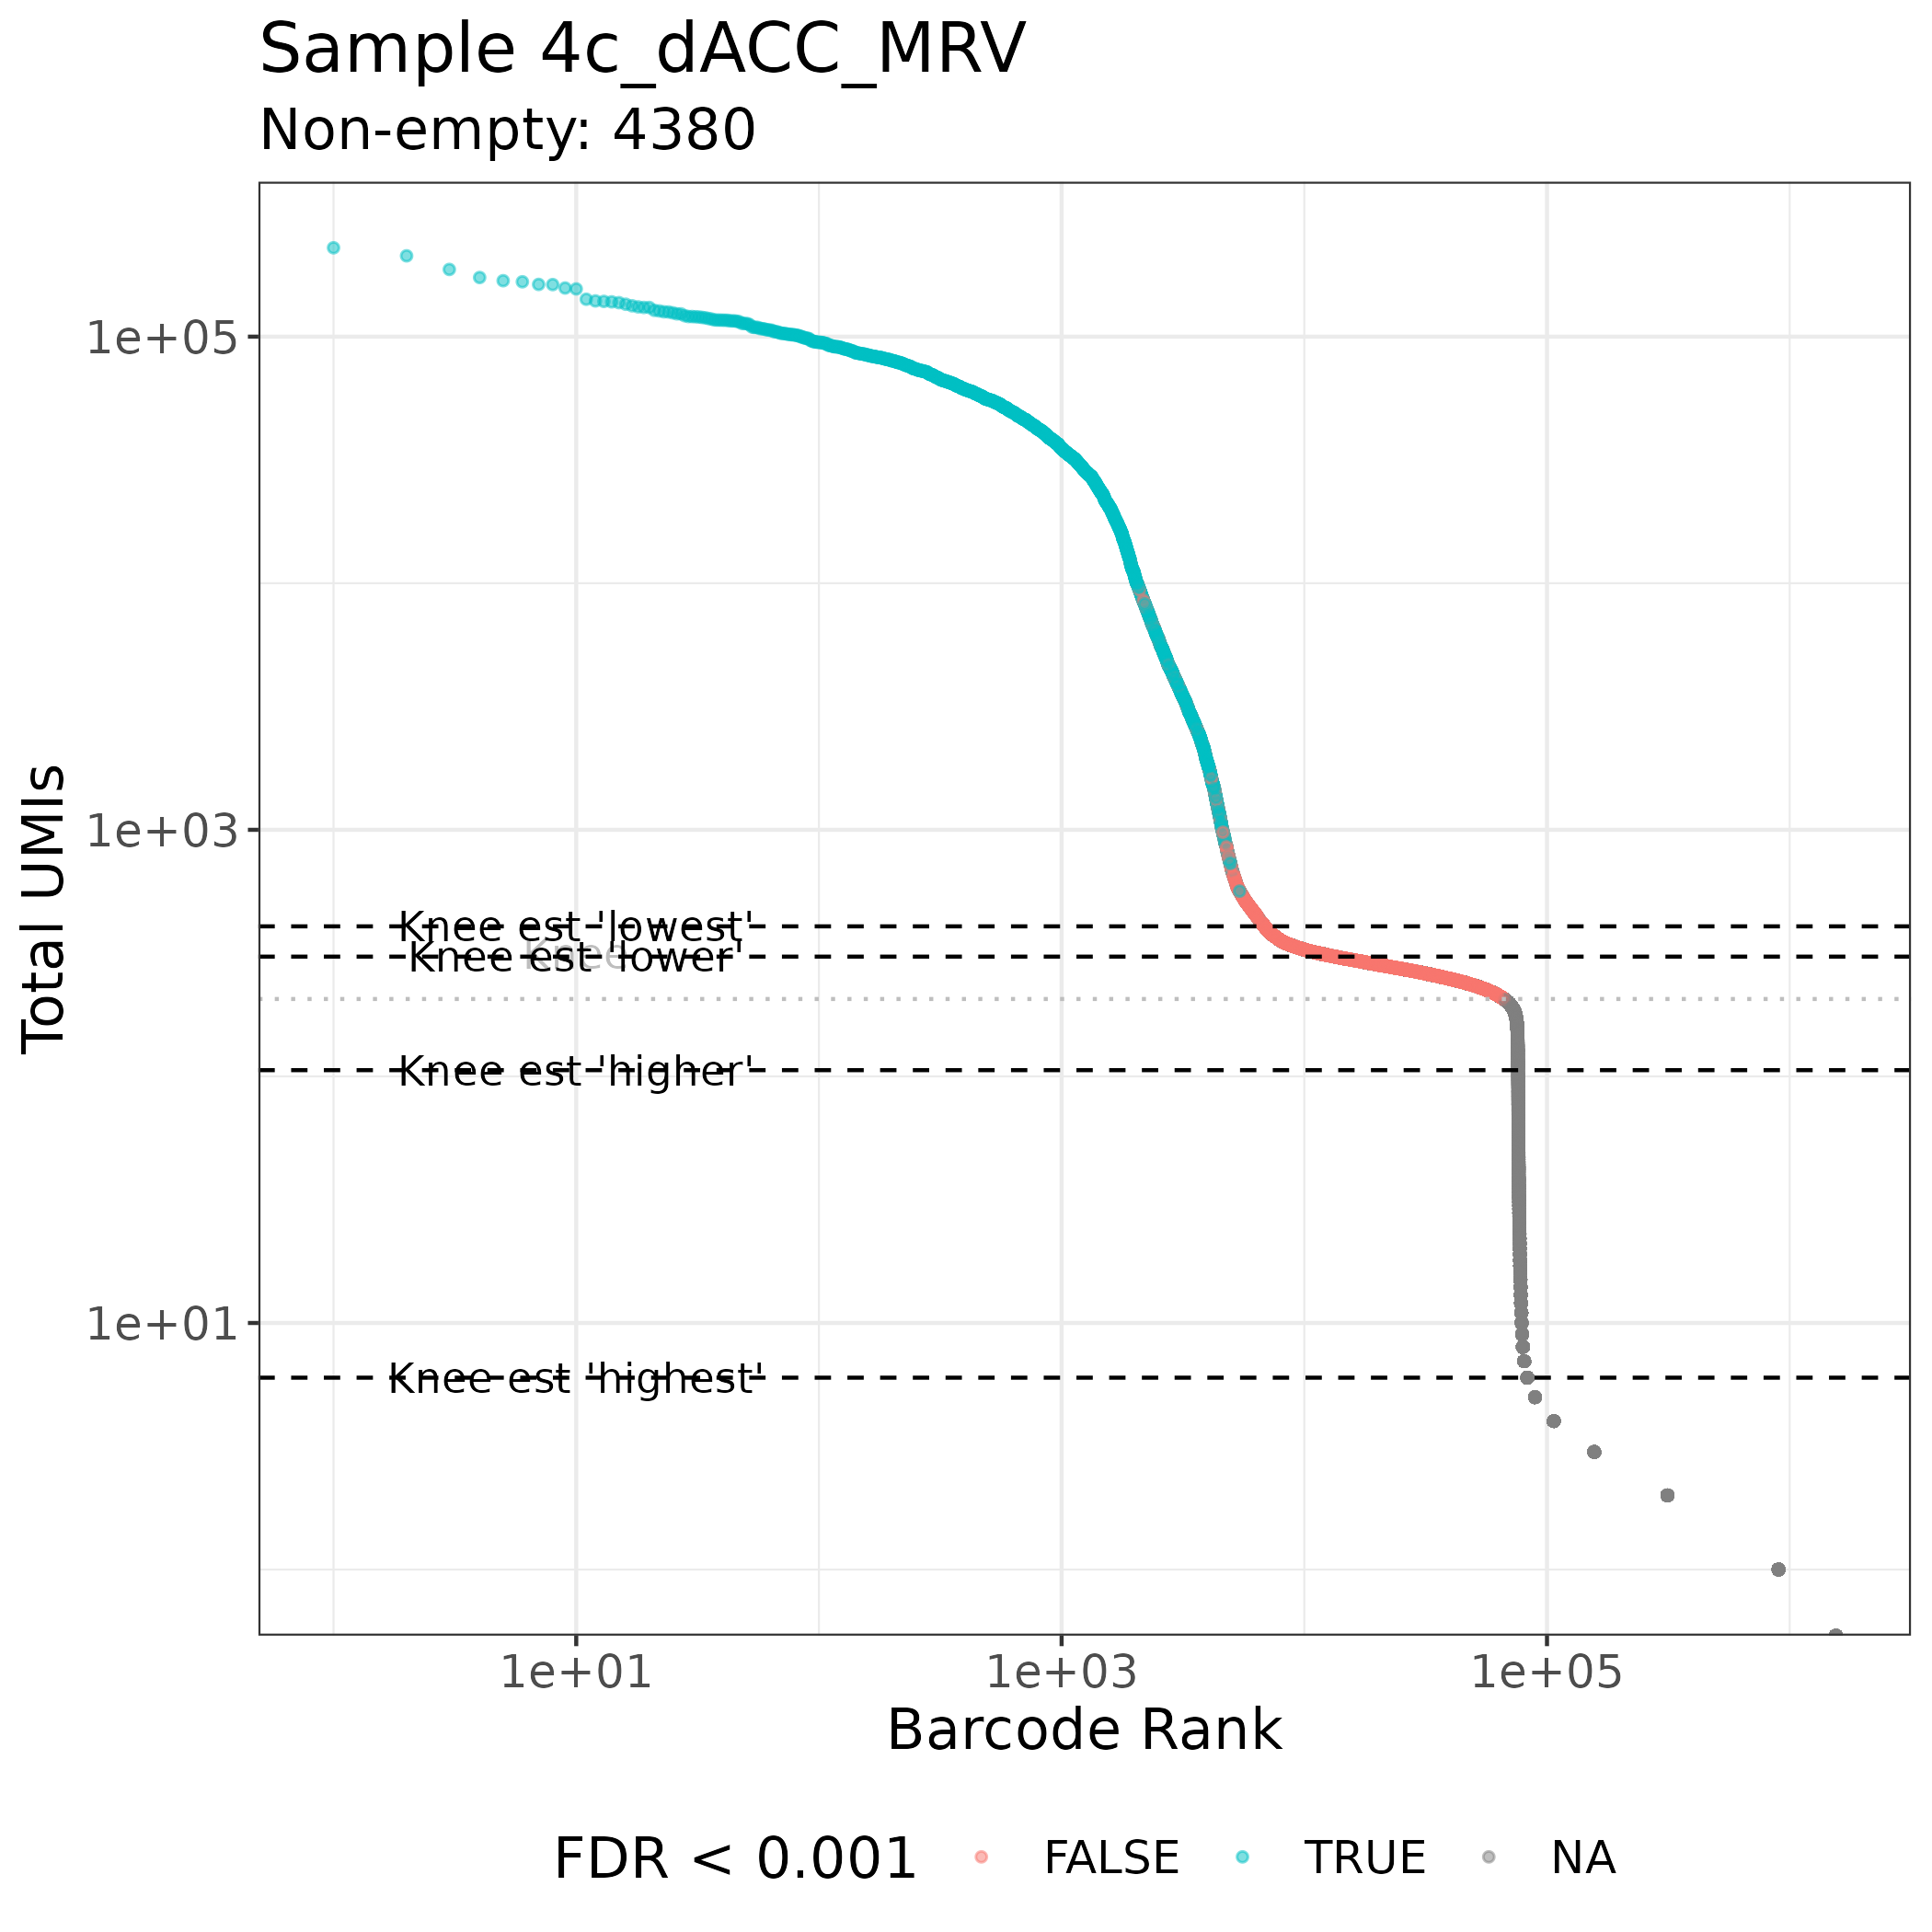 Sample 4c_dACC_MRV
Non-empty: 4380
1e+05
1e+03
Knee est 'lowest'
Knee
Knee est 'lower'
Knee est 'higher'
1e+01
Knee est 'highest'
Total UMIs
1e+01 1e+03 1e+05
Barcode Rank
FDR < 0.001 FALSE TRUE NA